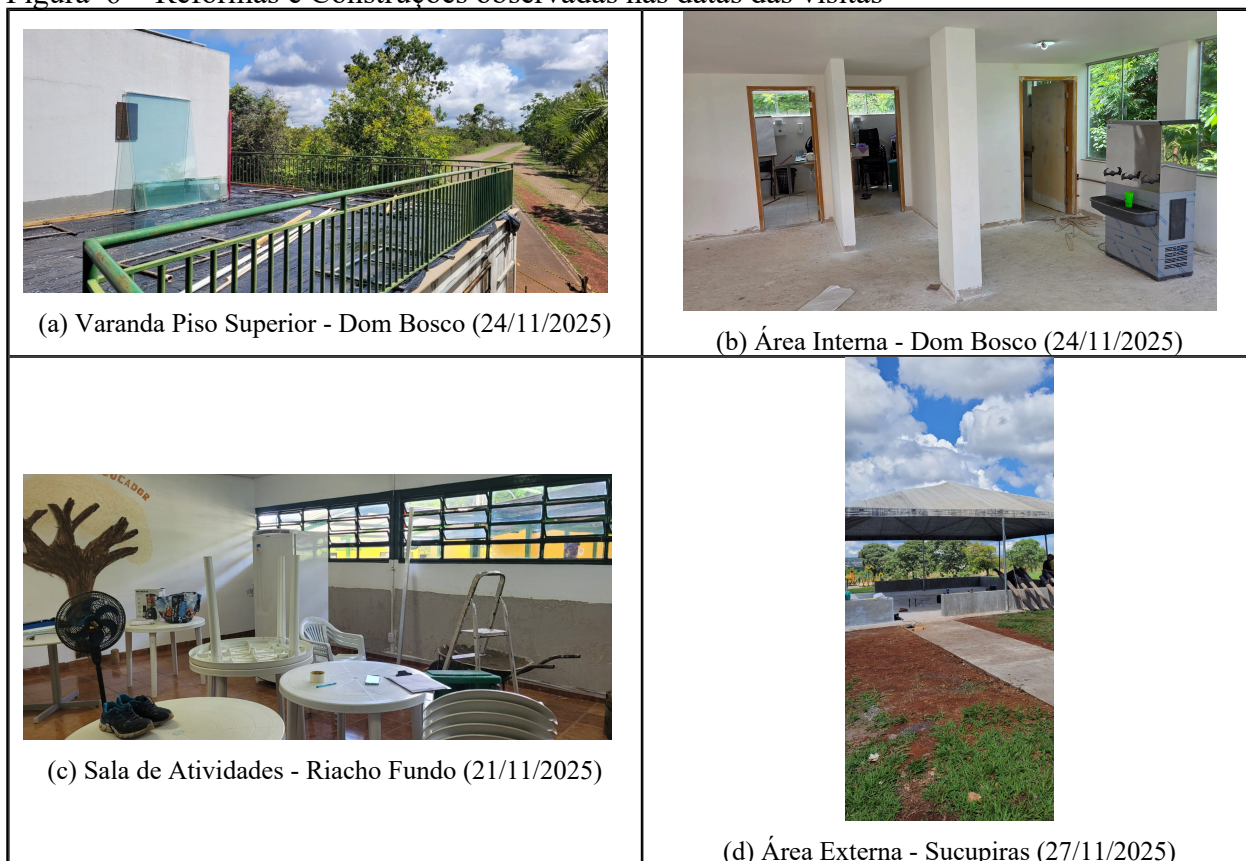 Figura 6 – Reformas e Construções observadas nas datas das visitas
(a) Varanda Piso Superior - Dom Bosco (24/11/2025)
(b) Área Interna - Dom Bosco (24/11/2025)
(c) Sala de Atividades - Riacho Fundo (21/11/2025)
(d) Área Externa - Sucupiras (27/11/2025)